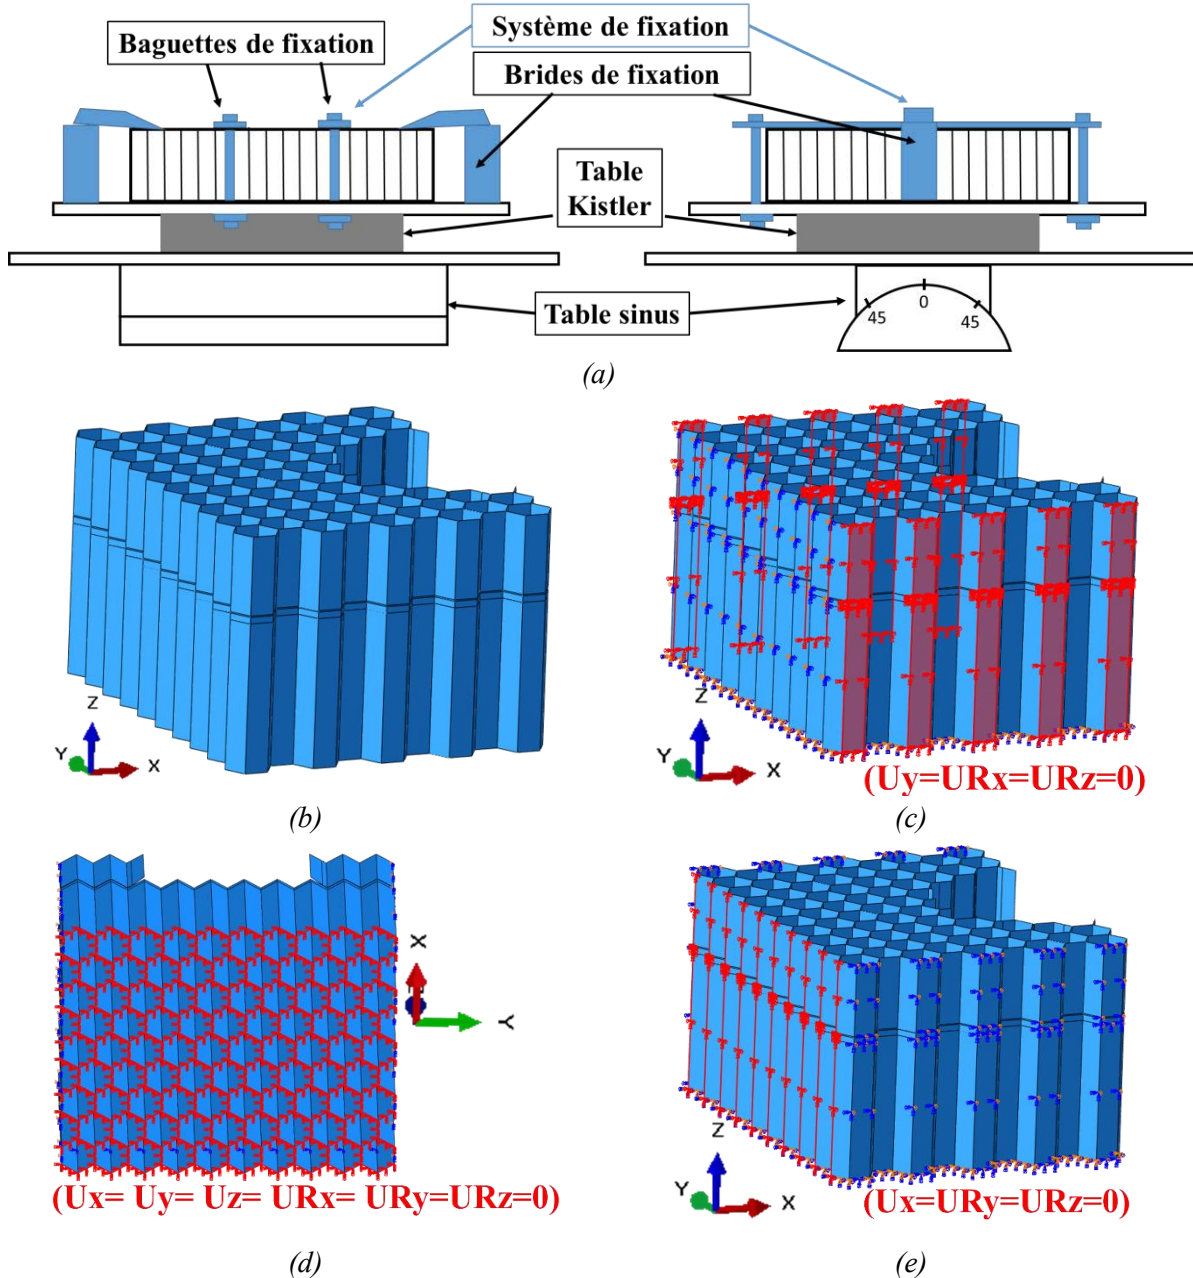 Système de fixation
Baguettes de fixation
Brides de fixation
Table
Kistler
Table sinus
45
0
45
(a)
Z
Y
X
Z
Y
X
(Uy=URx=URz=0)
(b)
(c)
X
Y
Z
Y
X
(Ux= Uy= Uz= URx= URy=URz=0)
(Ux=URy=URz=0)
(d)
(e)